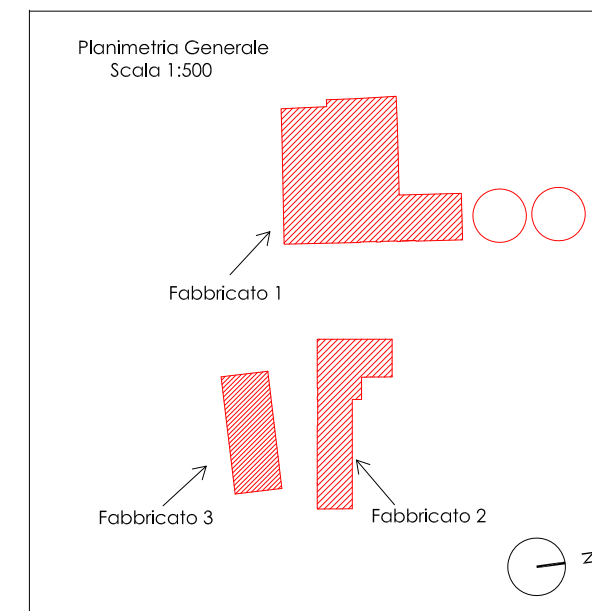 Planimetria Generale
Scala 1:500
Fabbricato 1
Fabbricato 3
Fabbricato 2
N